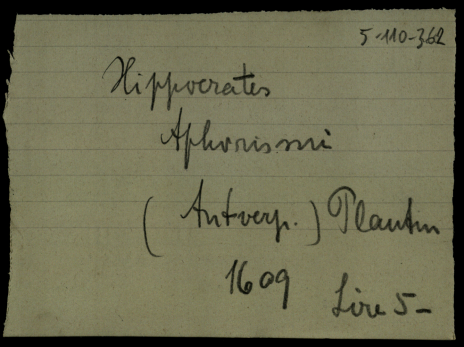 5-110-362
Hippocrates
Aphorismi
(Antverp.) Plantin
1609 Lire 5-